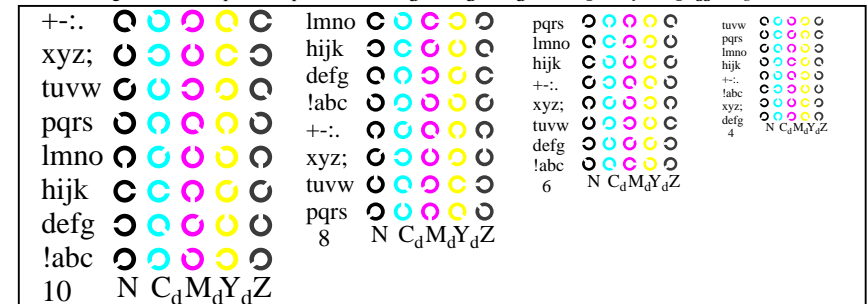 +-:.
xyz;
tuvw
pqrs
lmno
hijk
defg
!abc
10 N CdMdYdZ
lmno
hijk
defg
!abc
+-:.
xyz;
tuvw
pqrs
8 N CdMdYdZ
pqrs
lmno
hijk
+-:.
xyz;
tuvw
defg
!abc
6 N CdMdYdZ
tuvw
pqrs
lmno
hijk
+-:.
!abc
xyz;
defg
4 N CdMdYdZ